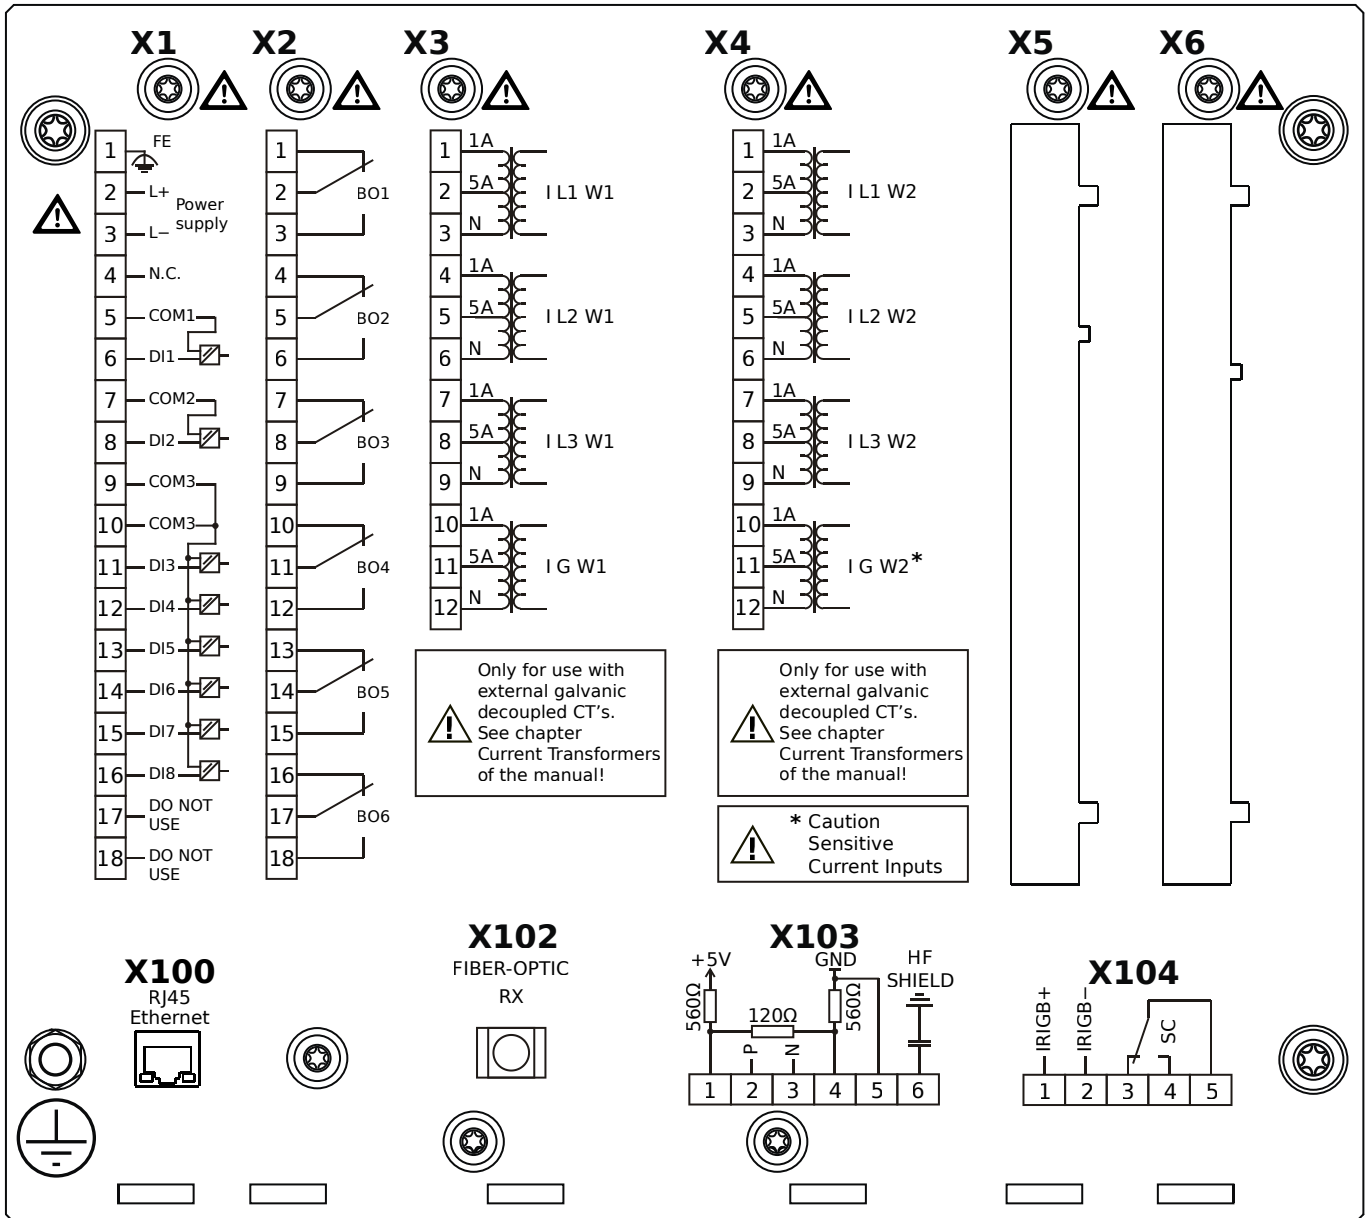 X1 X2 X3 X4 X5 X6
1 FE
2 L+
Power
supply
3 L−
4 N.C.
5 COM1
6 DI1
7 COM2
8 DI2
9 COM3
10 COM3
11 DI3
12 DI4
13 DI5
14 DI6
15 DI7
16 DI8
17 DO NOT
USE
18 DO NOT
USE
1
2 BO1
3
4
5 BO2
6
7
8 BO3
9
10
11 BO4
12
13
14 BO5
15
16
17 BO6
18
1 1A
2 5A I L1 W1
3 N
4 1A
5 5A I L2 W1
6 N
7 1A
8 5A I L3 W1
9 N
10 1A
11 5A I G W1
12 N
Only for use with
external galvanic
decoupled CT's.
See chapter
Current Transformers
of the manual!
1 1A
2 5A I L1 W2
3 N
4 1A
5 5A I L2 W2
6 N
7 1A
8 5A I L3 W2
9 N
10 1A
11 5A I G W2*
12 N
Only for use with
external galvanic
decoupled CT's.
See chapter
Current Transformers
of the manual!
* Caution
Sensitive
Current Inputs
X100
RJ45
Ethernet
X102
FIBER-OPTIC
RX
X103
+5V GND HF
SHIELD
560Ω 120Ω 560Ω
P N
1 2 3 4 5 6
X104
IRIGB+ IRIGB− SC
1 2 3 4 5